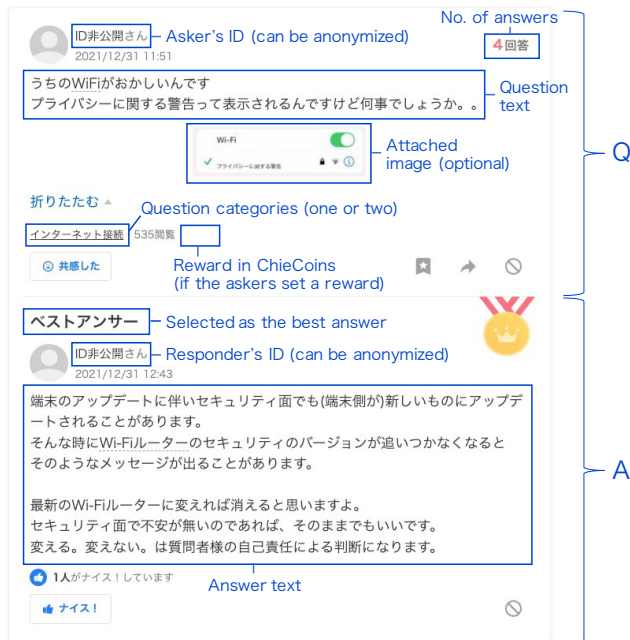 No. of answers
ID非公開さん
Asker's ID (can be anonymized)
4回答
2021/12/31 11:51
うちのWiFiがおかしいんです
プライバシーに関する警告って表示されるんですけど何事でしょうか。。
Question
text
Wi-Fi
プライバシーに関する警告
Attached
image (optional)
Q
折りたたむ
Question categories (one or two)
インターネット接続 535閲覧
共感した
Reward in ChieCoins
(if the askers set a reward)
ベストアンサー
Selected as the best answer
ID非公開さん
Responder's ID (can be anonymized)
2021/12/31 12:43
端末のアップデートに伴いセキュリティ面でも(端末側が)新しいものにアップデ
ートされることがあります。
そんな時にWi-Fiルーターのセキュリティのバージョンが追いつかなくなると
そのようなメッセージが出ることがあります。
最新のWi-Fiルーターに変えれば消えると思いますよ。
セキュリティ面で不安が無いのであれば、そのままでもいいです。
変える。変えない。は質問者様の自己責任による判断になります。
A
1人がナイス！しています
Answer text
ナイス！